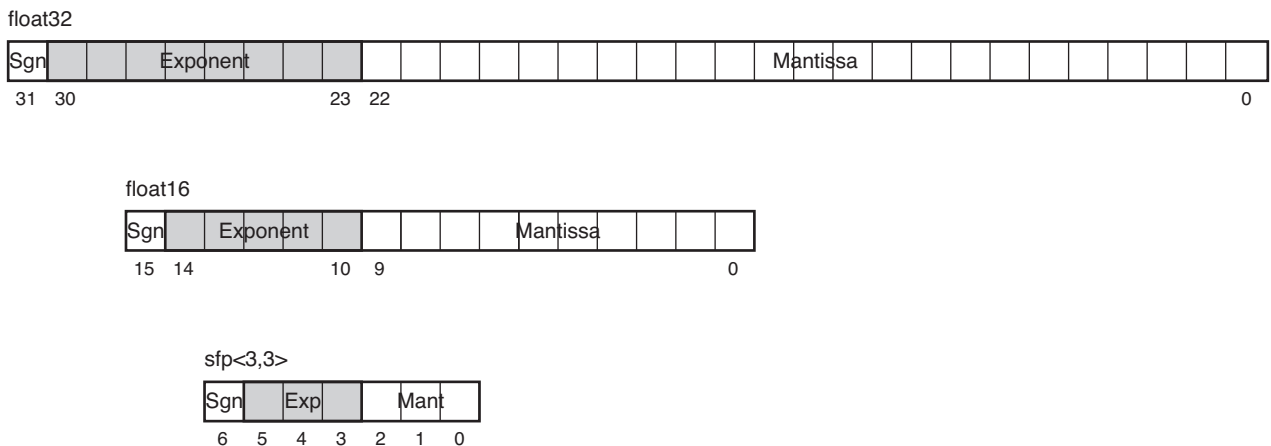 float32
Sgn Exponent Mantissa
31 30 23 22 0
float16
Sgn Exponent Mantissa
15 14 10 9 0
sfp<3,3>
Sgn Exp Mant
6 5 4 3 2 1 0